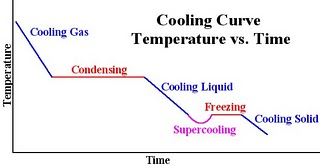 Cooling Curve
Temperature vs. Time
Cooling Gas
Condensing
Cooling Liquid
Freezing
Supercooling
Cooling Solid
Temperature
Time